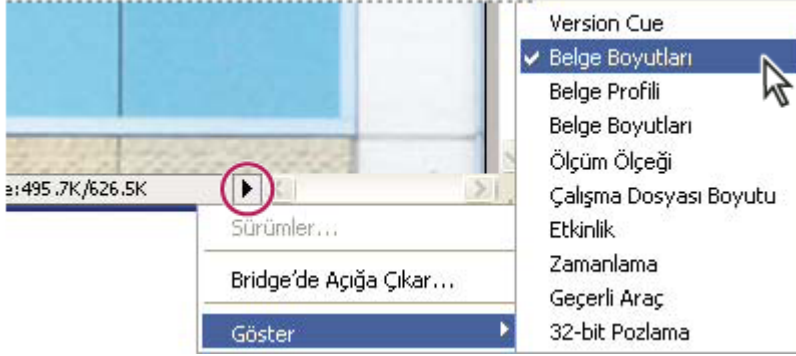 Version Cue
Belge Boyutları
Belge Profili
Belge Boyutları
Ölçüm Ölçeği
Çalışma Dosyası Boyutu
Etkinlik
Zamanlama
Geçerli Araç
32-bit Pozlama
e:495.7K/626.5K
Sürümler...
Bridge’de Açığa Çıkar...
Göster